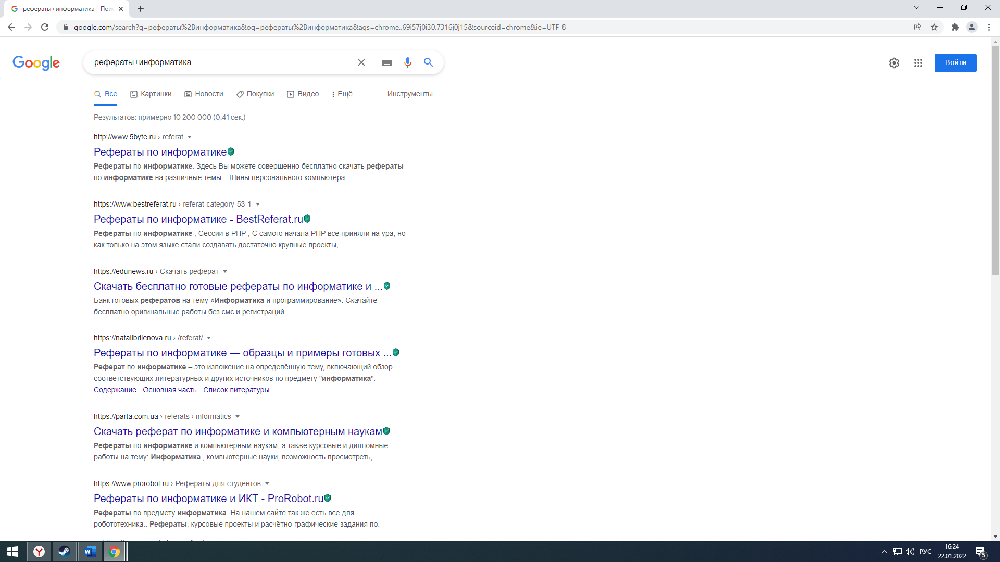 рефераты+информатика - Пои
google.com/search?q=рефераты%2Bинформатика&oq=рефераты%2Bинформатика&aqs=chrome..69i57j0i30.7316j0j15&sourceid=chrome&ie=UTF-8
Google
рефераты+информатика
Войти
Все Картинки Новости Покупки Видео Ещё Инструменты
Результатов: примерно 10 200 000 (0,41 сек.)
http://www.5byte.ru › referat
Рефераты по информатике
Рефераты по информатике. Здесь Вы можете совершенно бесплатно скачать рефераты
по информатике на различные темы... Шины персонального компьютера
https://www.bestreferat.ru › referat-category-53-1
Рефераты по информатике - BestReferat.ru
Рефераты по информатике ; Сессии в PHP ; С самого начала PHP все приняли на ура, но
как только на этом языке стали создавать достаточно крупные проекты, ...
https://edunews.ru › Скачать реферат
Скачать бесплатно готовые рефераты по информатике и ...
Банк готовых рефератов на тему «Информатика и программирование». Скачайте
бесплатно оригинальные работы без смс и регистраций.
https://natalibrilenova.ru › /referat/
Рефераты по информатике — образцы и примеры готовых ...
Реферат по информатике – это изложение на определённую тему, включающий обзор
соответствующих литературных и других источников по предмету "информатика".
Содержание · Основная часть · Список литературы
https://parta.com.ua › referats › informatics
Скачать реферат по информатике и компьютерным наукам
Рефераты по информатике и компьютерным наукам, а также курсовые и дипломные
работы на тему: Информатика , компьютерные науки, возможность просмотреть, ...
https://www.prorobot.ru › Рефераты для студентов
Рефераты по информатике и ИКТ - ProRobot.ru
Рефераты по предмету информатика. На нашем сайте так же есть всё для
робототехника.. Рефераты, курсовые проекты и расчётно-графические задания по.
РУС
16:24
22.01.2022
5